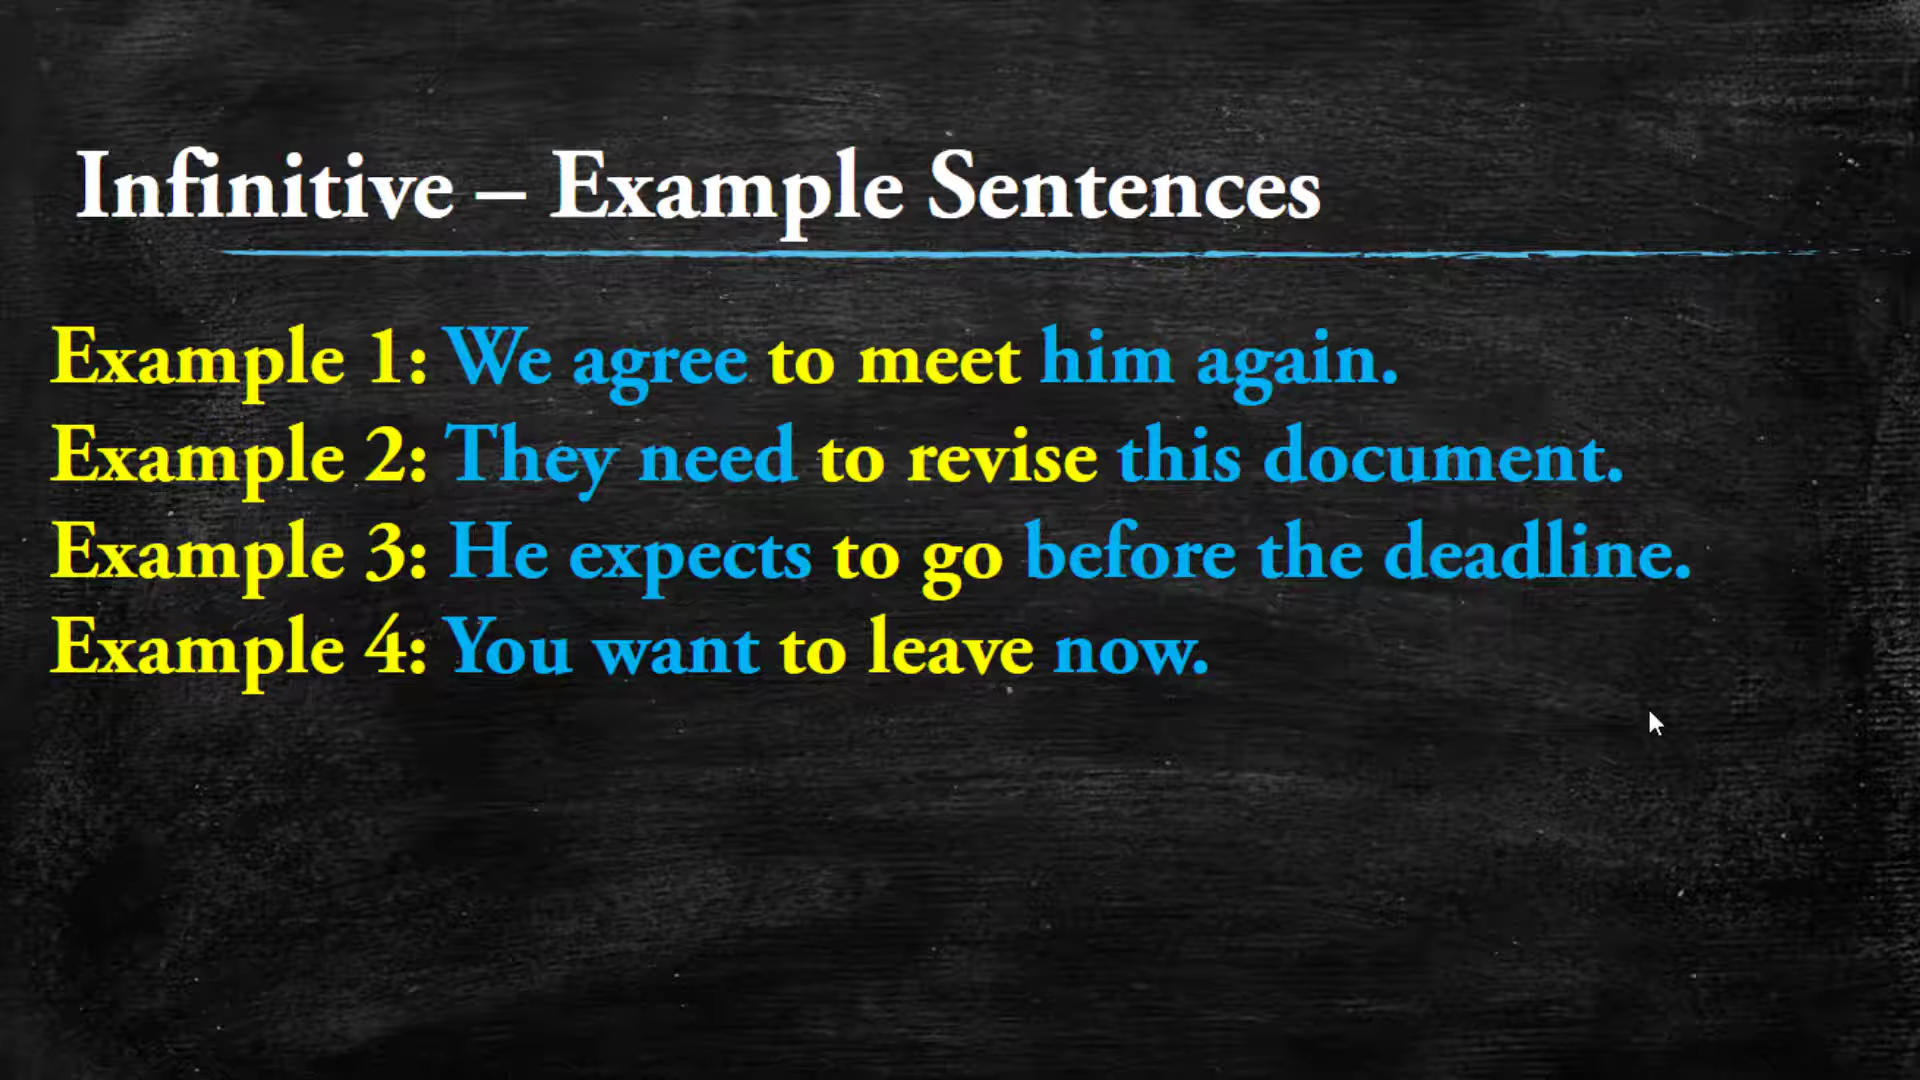 Infinitive – Example Sentences
Example 1: We agree to meet him again.
Example 2: They need to revise this document.
Example 3: He expects to go before the deadline.
Example 4: You want to leave now.